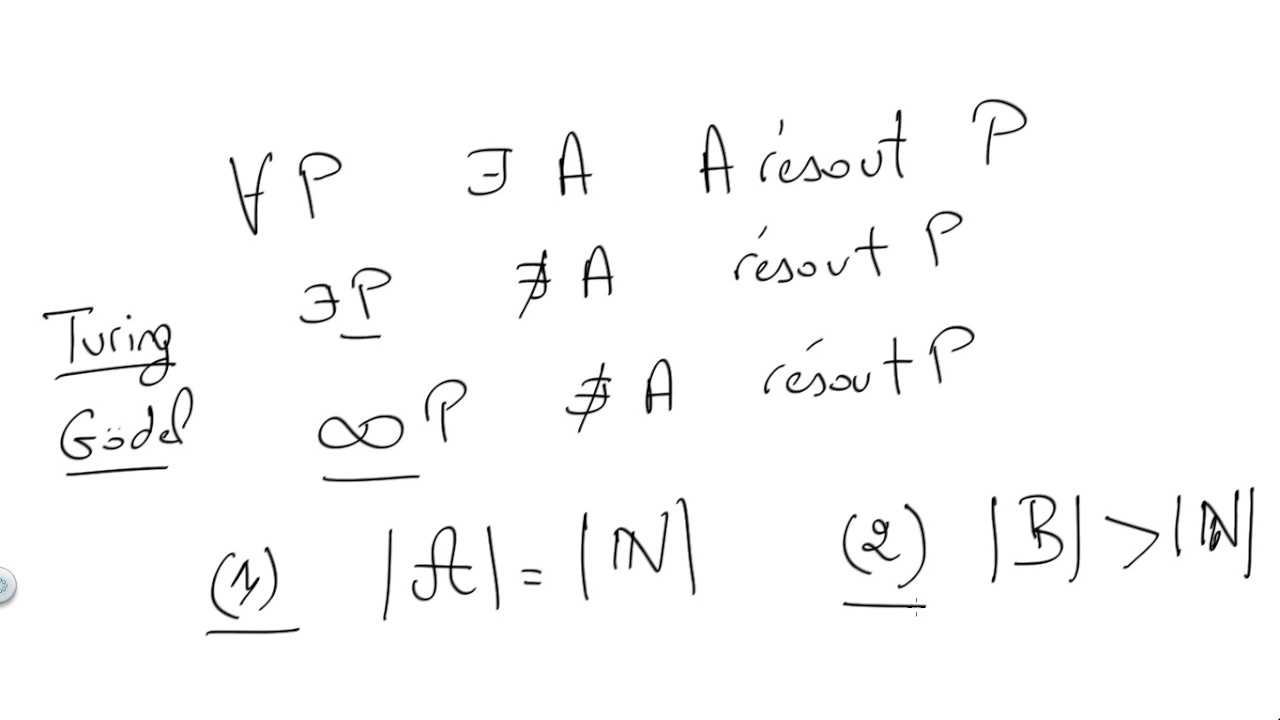 ∀ P ∃ A A résout P
∃ P ∄ A résout P
Turing
∞ P ∄ A résout P
Gödel
(1) |A| = |ℕ| (2) |B| > |ℕ|